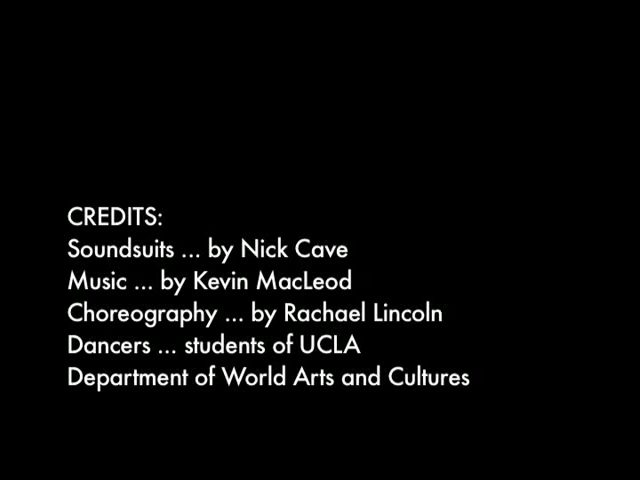 CREDITS:
Soundsuits ... by Nick Cave
Music ... by Kevin MacLeod
Choreography ... by Rachael Lincoln
Dancers ... students of UCLA
Department of World Arts and Cultures